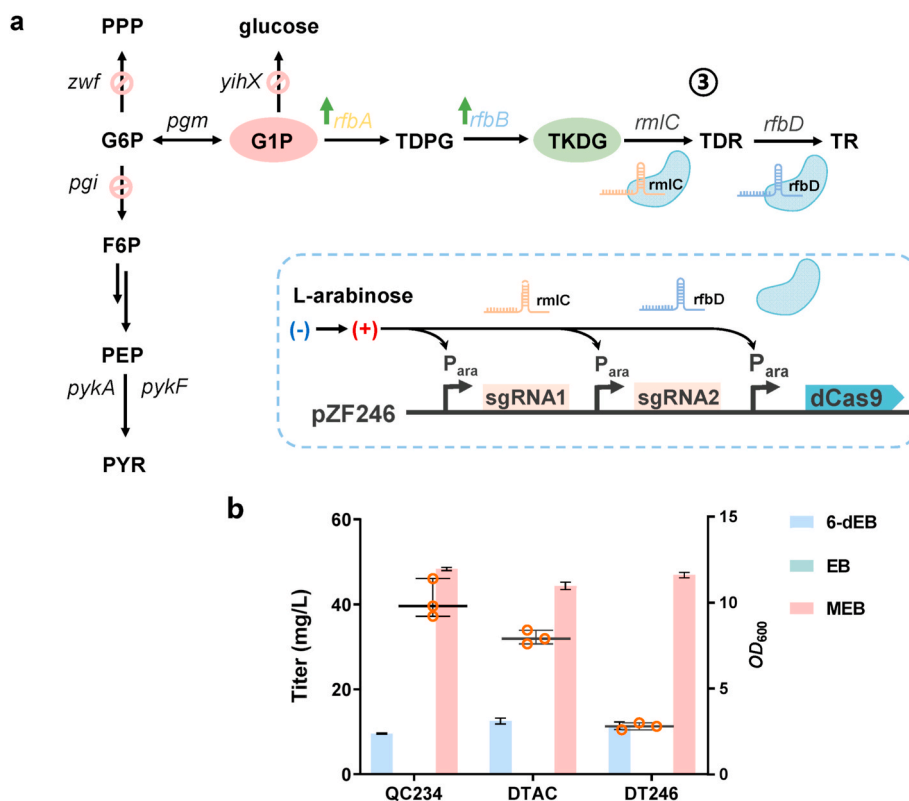 a
PPP
glucose
zwf
yihX
③
G6P
pgm
G1P
rfbA
TDPG
rfbB
TKDG
rmlC
TDR
rfbD
TR
pgi
rmlC
rfbD
F6P
L-arabinose
rmlC
rfbD
(-)
(+)
PEP
Para
Para
Para
pykA
pykF
sgRNA1
sgRNA2
dCas9
pZF246
PYR
b
60
15
6-dEB
EB
MEB
40
10
Titer (mg/L)
OD600
20
5
0
0
QC234
DTAC
DT246